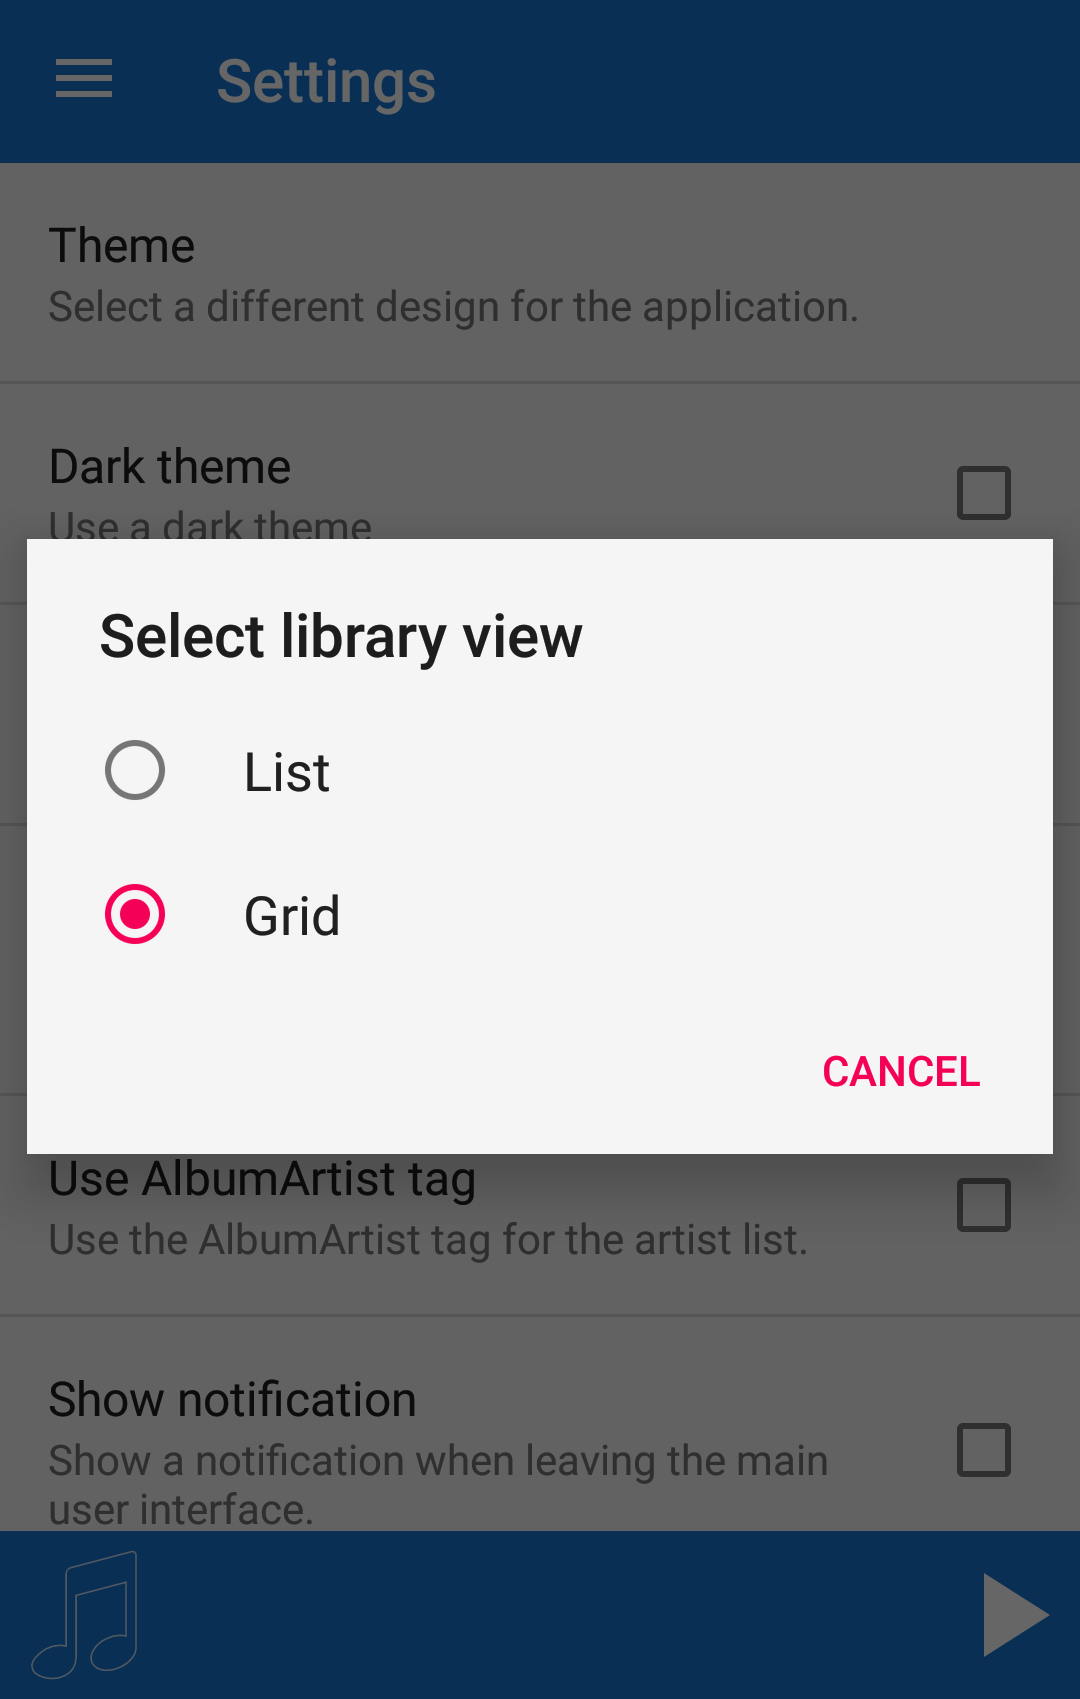 Settings
Theme
Select a different design for the application.
Dark theme
Use a dark theme
Select library view
List
Grid
CANCEL
Use AlbumArtist tag
Use the AlbumArtist tag for the artist list.
Show notification
Show a notification when leaving the main
user interface.